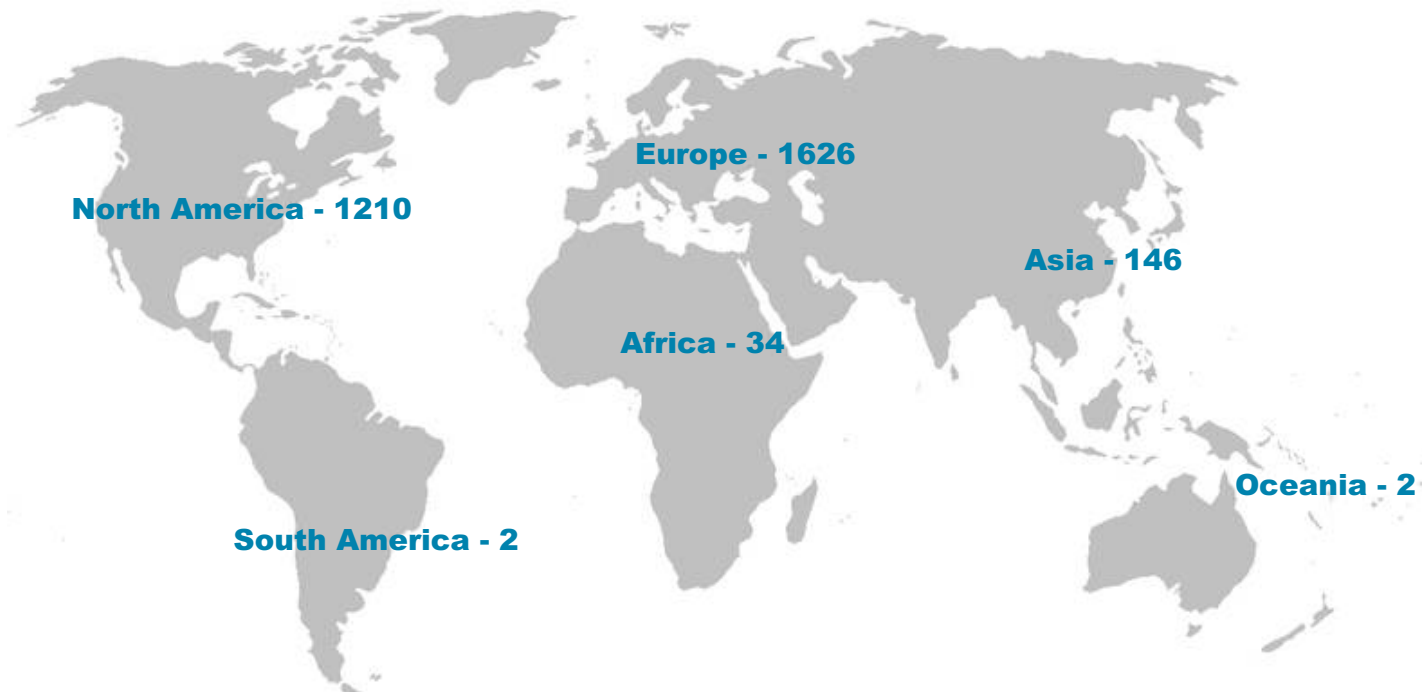 Europe - 1626
North America - 1210
Asia - 146
Africa - 34
Oceania - 2
South America - 2